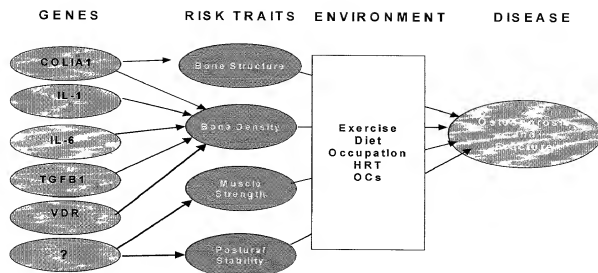 GENES
RISK TRAITS
ENVIRONMENT
DISEASE
COLIA1
IL-1
IL-6
TGFB1
VDR
?
Bone Structure
Bone Density
Muscle
Strength
Postural
Stability
Exercise
Diet
Occupation
HRT
OCs